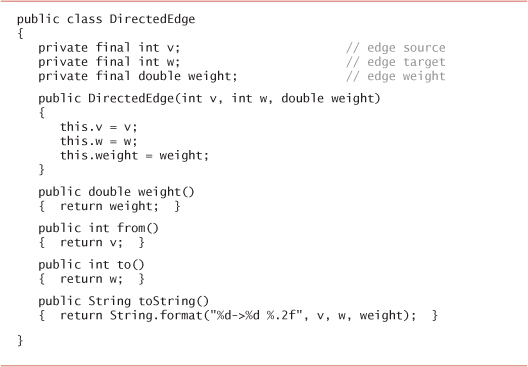 public class DirectedEdge
{
private final int v; // edge source
private final int w; // edge target
private final double weight; // edge weight
public DirectedEdge(int v, int w, double weight)
{
this.v = v;
this.w = w;
this.weight = weight;
}
public double weight()
{ return weight; }
public int from()
{ return v; }
public int to()
{ return w; }
public String toString()
{ return String.format("%d->%d %.2f", v, w, weight); }
}